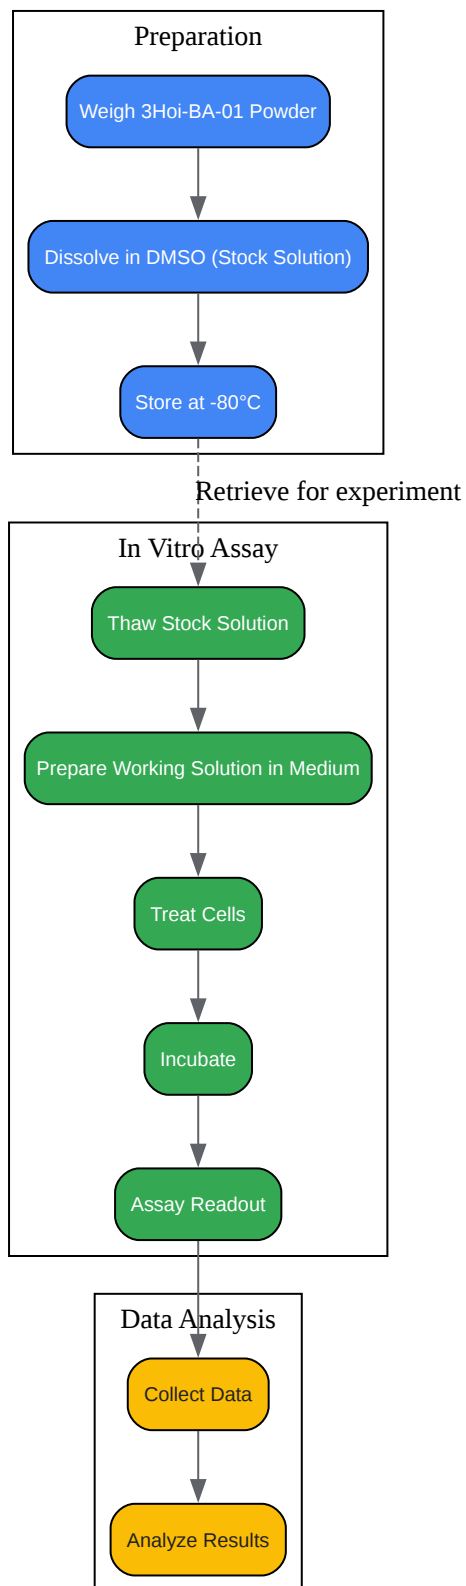 Preparation
Weigh 3Hoi-BA-01 Powder
Dissolve in DMSO (Stock Solution)
Store at -80°C
Retrieve for experiment
In Vitro Assay
Thaw Stock Solution
Prepare Working Solution in Medium
Treat Cells
Incubate
Assay Readout
Data Analysis
Collect Data
Analyze Results